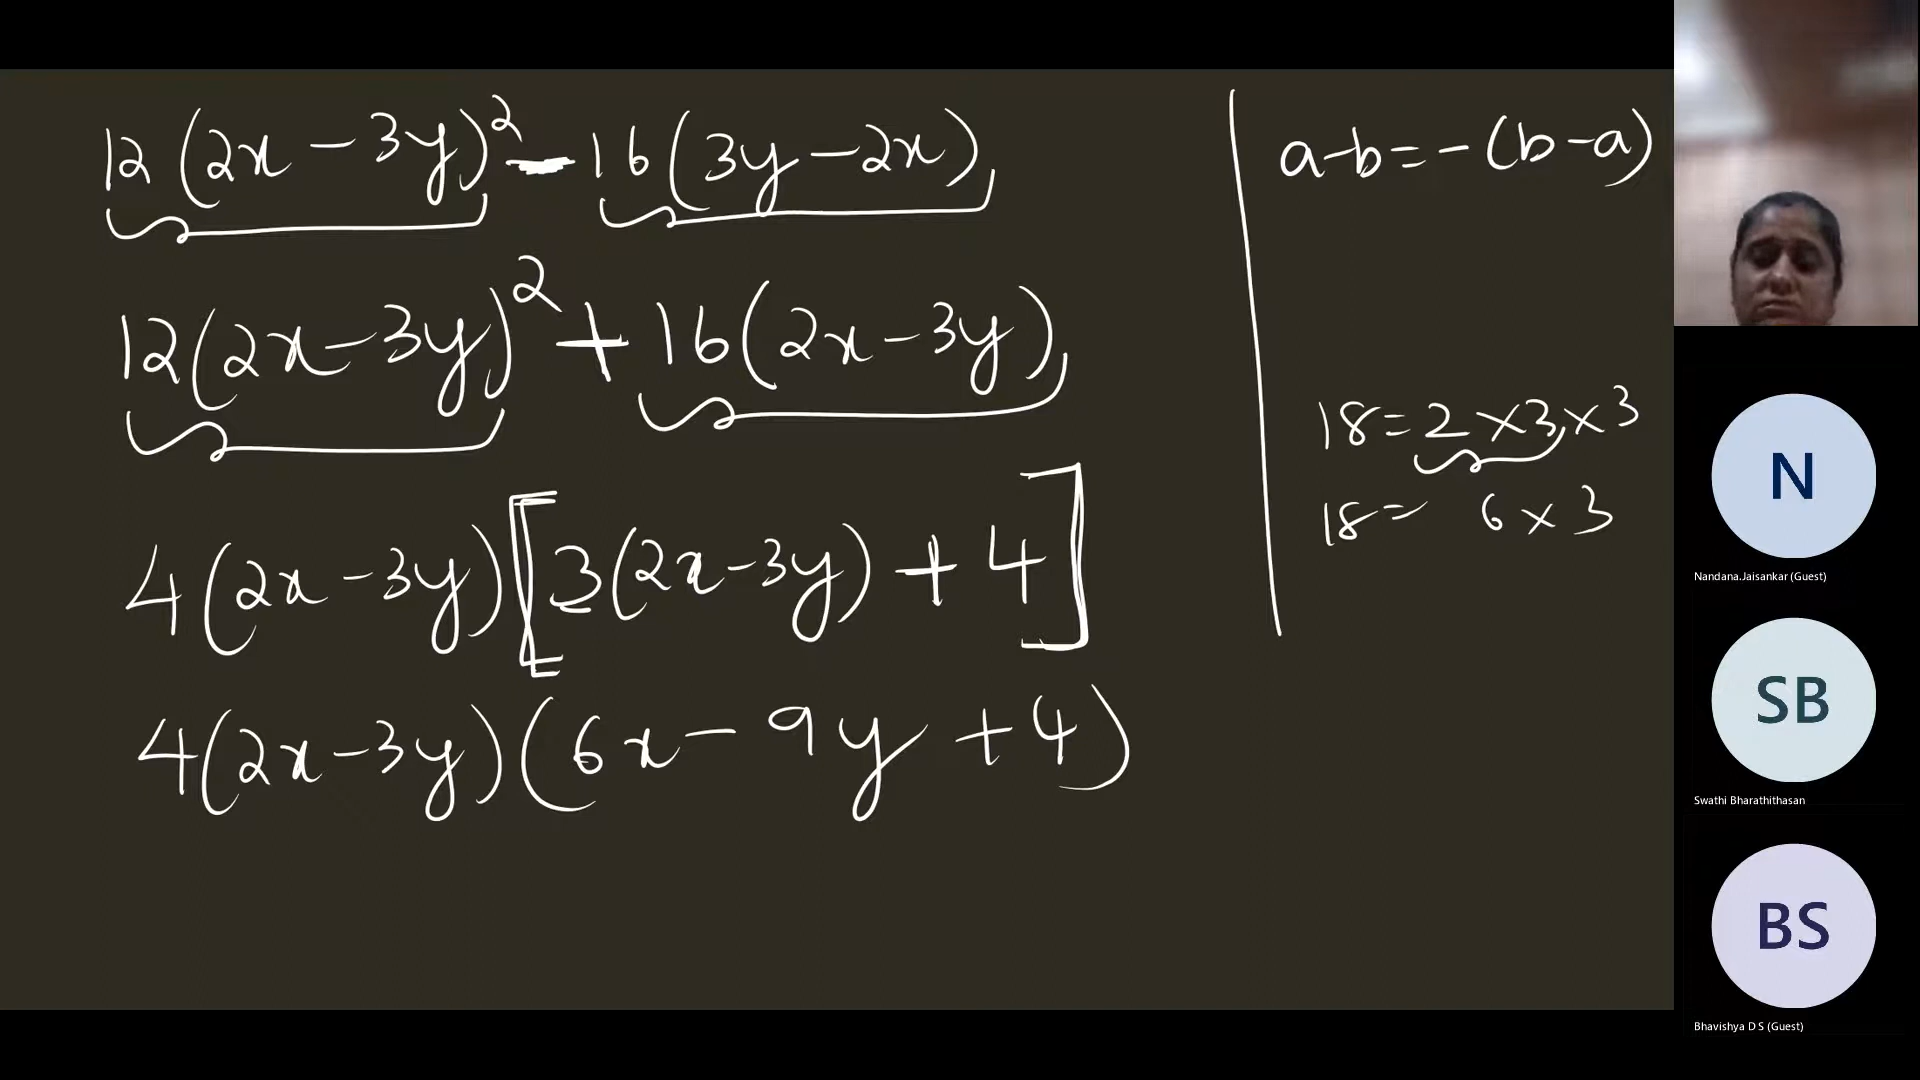 12(2x-3y)²-16(3y-2x)
12(2x-3y)²+16(2x-3y)
4(2x-3y)[3(2x-3y)+4]
4(2x-3y)(6x-9y+4)
a-b=-(b-a)
18=2×3×3
18= 6×3
N
Nandana.Jaisankar (Guest)
SB
Swathi Bharathithasan
BS
Bhavishya D S (Guest)